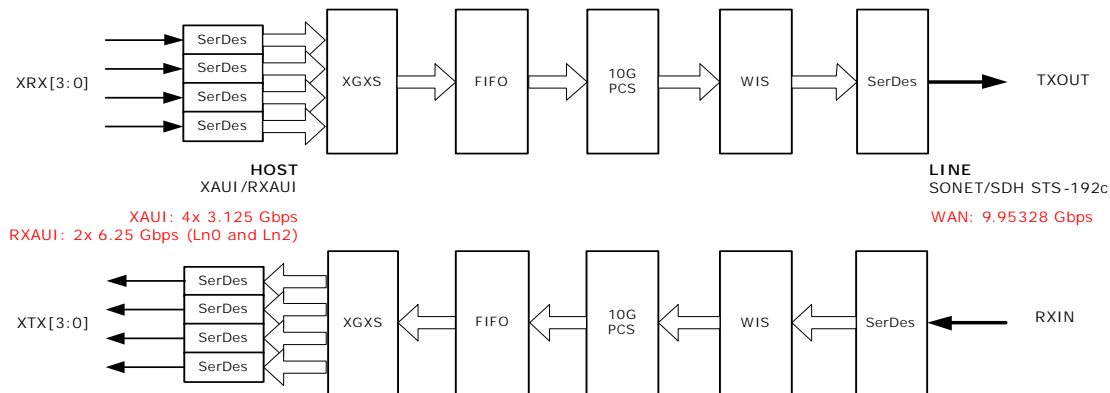 SerDes
SerDes
SerDes
SerDes
XRX[3:0]
XGXS
FIFO
10G
PCS
WIS
SerDes
TXOUT
HOST
XAUI/RXAUI
XAUI: 4x 3.125 Gbps
RXAUI: 2x 6.25 Gbps (Ln0 and Ln2)
LINE
SONET/SDH STS-192c
WAN: 9.95328 Gbps
SerDes
SerDes
SerDes
SerDes
XTX[3:0]
XGXS
FIFO
10G
PCS
WIS
SerDes
RXIN